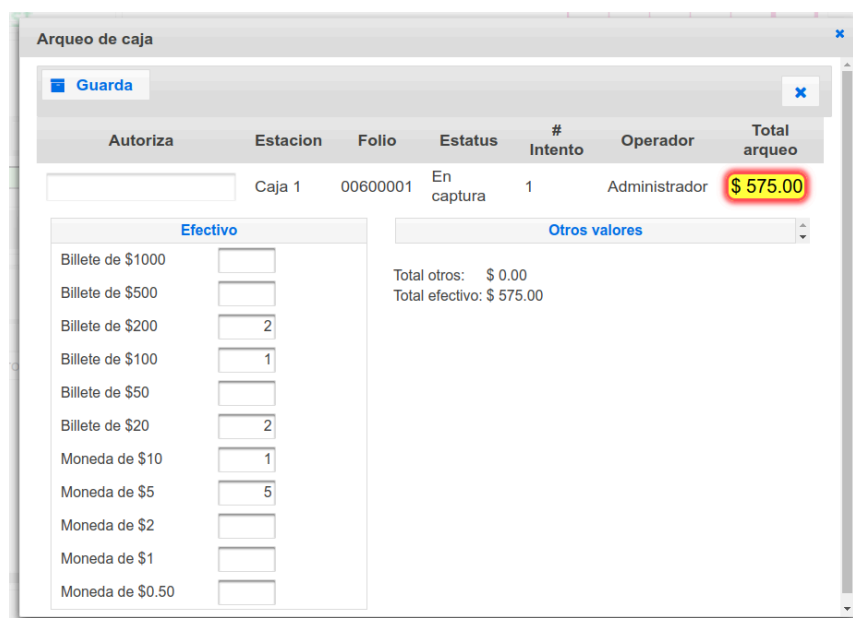 Arqueo de caja
Guarda
Autoriza Estacion Folio Estatus # Intento Operador Total arqueo
Caja 1 00600001 En captura 1 Administrador $ 575.00
Efectivo
Otros valores
Billete de $1000
Total otros: $ 0.00
Billete de $500
Total efectivo: $ 575.00
Billete de $200 2
Billete de $100 1
Billete de $50
Billete de $20 2
Moneda de $10 1
Moneda de $5 5
Moneda de $2
Moneda de $1
Moneda de $0.50